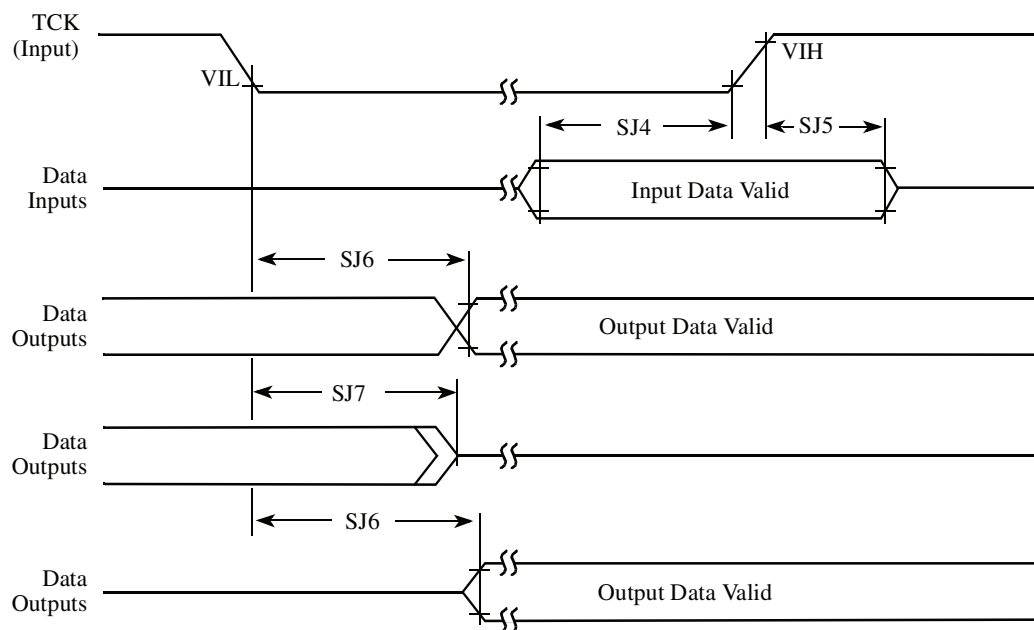 TCK
(Input)
VIL
VIH
SJ4
SJ5
Data
Inputs
Input Data Valid
SJ6
Data
Outputs
Output Data Valid
SJ7
Data
Outputs
SJ6
Data
Outputs
Output Data Valid